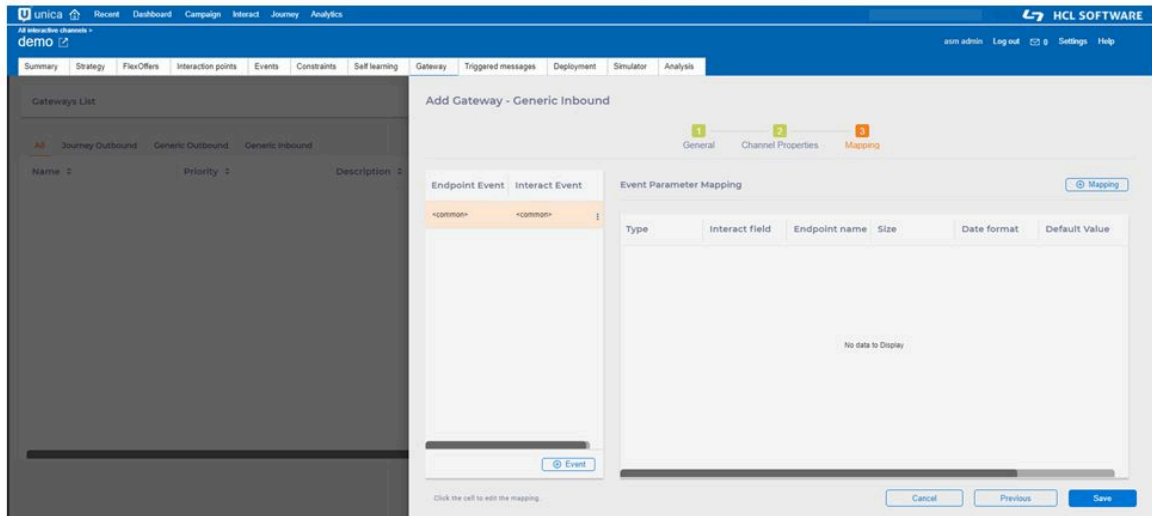 unica Recent Dashboard Campaign Interact Journey Analytics HCL SOFTWARE
All interactive channels >
demo asm admin Log out 0 Settings Help
Summary Strategy FlexOffers Interaction points Events Constraints Self learning Gateway Triggered messages Deployment Simulator Analysis
Gateways List
Add Gateway - Generic Inbound
1 2 3
General Channel Properties Mapping
All Journey Outbound Generic Outbound Generic Inbound
Name Priority Description
Endpoint Event Interact Event
<common> <common>
Event
Click the cell to edit the mapping.
Event Parameter Mapping Mapping
Type Interact field Endpoint name Size Date format Default Value
No data to Display
Cancel Previous Save